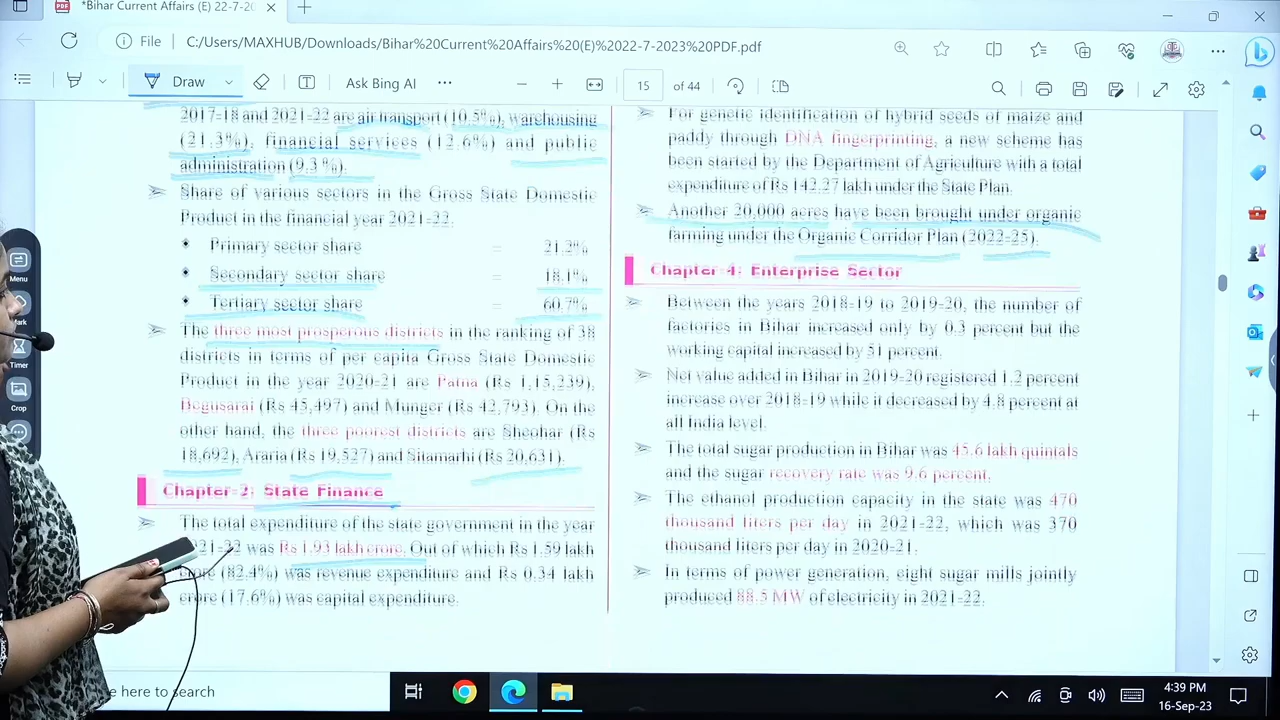 *Bihar Current Affairs (E) 22-7-20
File
C:/Users/MAXHUB/Downloads/Bihar%20Current%20Affairs%20(E)%2022-7-2023%20PDF.pdf
Draw
Ask Bing AI
15 of 44
2017-18 and 2021-22 are air transport (10.5%), warehousing
(21.3%), financial services (12.6%) and public
administration (9.3%).
➢ Share of various sectors in the Gross State Domestic
Product in the financial year 2021-22.
• Primary sector share = 21.2%
• Secondary sector share = 18.1%
• Tertiary sector share = 60.7%
➢ The three most prosperous districts in the ranking of 38
districts in terms of per capita Gross State Domestic
Product in the year 2020-21 are Patna (Rs 1,15,239),
Begusarai (Rs 45,497) and Munger (Rs 42,793). On the
other hand, the three poorest districts are Sheohar (Rs
18,692), Araria (Rs 19,527) and Sitamarhi (Rs 20,631).
Chapter-2: State Finance
➢ The total expenditure of the state government in the year
2021-22 was Rs 1.93 lakh crore. Out of which Rs 1.59 lakh
crore (82.4%) was revenue expenditure and Rs 0.34 lakh
crore (17.6%) was capital expenditure.
➢ For genetic identification of hybrid seeds of maize and
paddy through DNA fingerprinting, a new scheme has
been started by the Department of Agriculture with a total
expenditure of Rs 142.27 lakh under the State Plan.
➢ Another 20,000 acres have been brought under organic
farming under the Organic Corridor Plan (2022-25).
Chapter-4: Enterprise Sector
➢ Between the years 2018-19 to 2019-20, the number of
factories in Bihar increased only by 0.3 percent but the
working capital increased by 51 percent.
➢ Net value added in Bihar in 2019-20 registered 1.2 percent
increase over 2018-19 while it decreased by 4.8 percent at
all India level.
➢ The total sugar production in Bihar was 45.6 lakh quintals
and the sugar recovery rate was 9.6 percent.
➢ The ethanol production capacity in the state was 470
thousand liters per day in 2021-22, which was 370
thousand liters per day in 2020-21.
➢ In terms of power generation, eight sugar mills jointly
produced 88.5 MW of electricity in 2021-22.
Menu
Timer
Crop
e here to search
4:39 PM
16-Sep-23